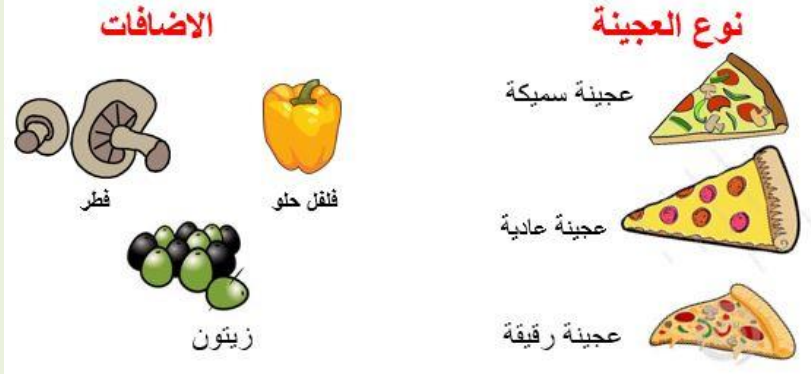 نوع العجينة
عجينة سميكة
عجينة عادية
عجينة رقيقة
الاضافات
فلفل حلو
فطر
زيتون